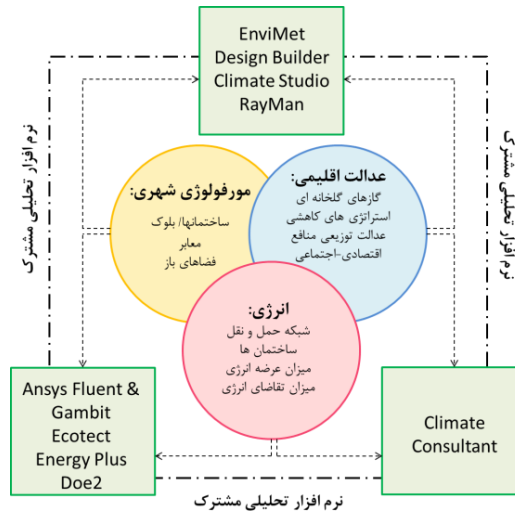 EnviMet
Design Builder
Climate Studio
RayMan
نرم افزار تحلیلی مشترک
نرم افزار تحلیلی مشترک
عدالت اقلیمی:
گازهای گلخانه ای
استراتژی های کاهشی
عدالت توزیعی منافع
اقتصادی-اجتماعی
مورفولوژی شهری:
ساختمانها/ بلوک
معابر
فضاهای باز
انرژی:
شبکه حمل و نقل
ساختمان ها
میزان عرضه انرژی
میزان تقاضای انرژی
Ansys Fluent &
Gambit
Ecotect
Energy Plus
Doe2
Climate
Consultant
نرم افزار تحلیلی مشترک